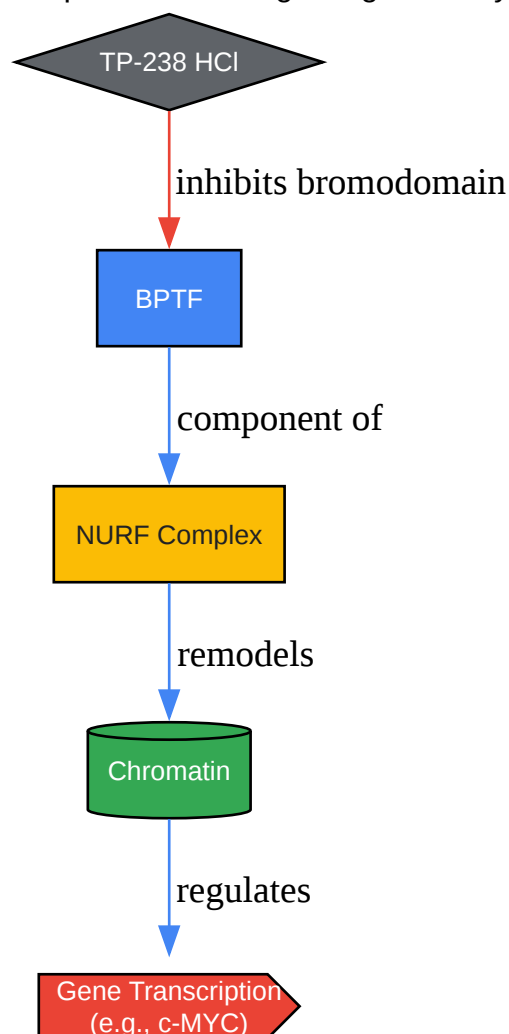 TP-238 HCl
inhibits bromodomain
BPTF
component of
NURF Complex
remodels
Chromatin
regulates
Gene Transcription
(e.g., c-MYC)